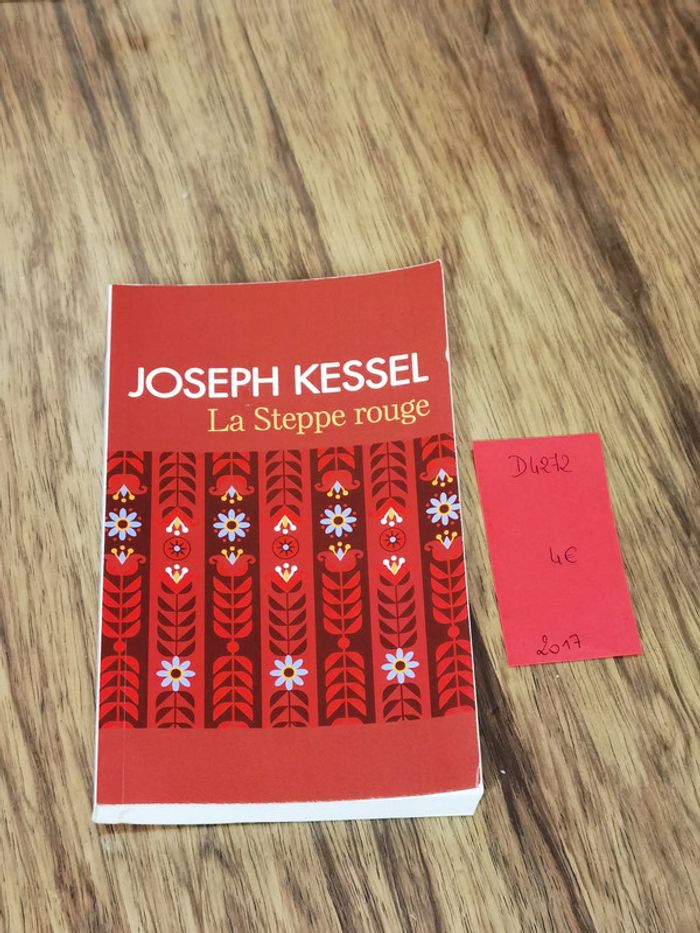 JOSEPH KESSEL
La Steppe rouge
D4272
4€
2017